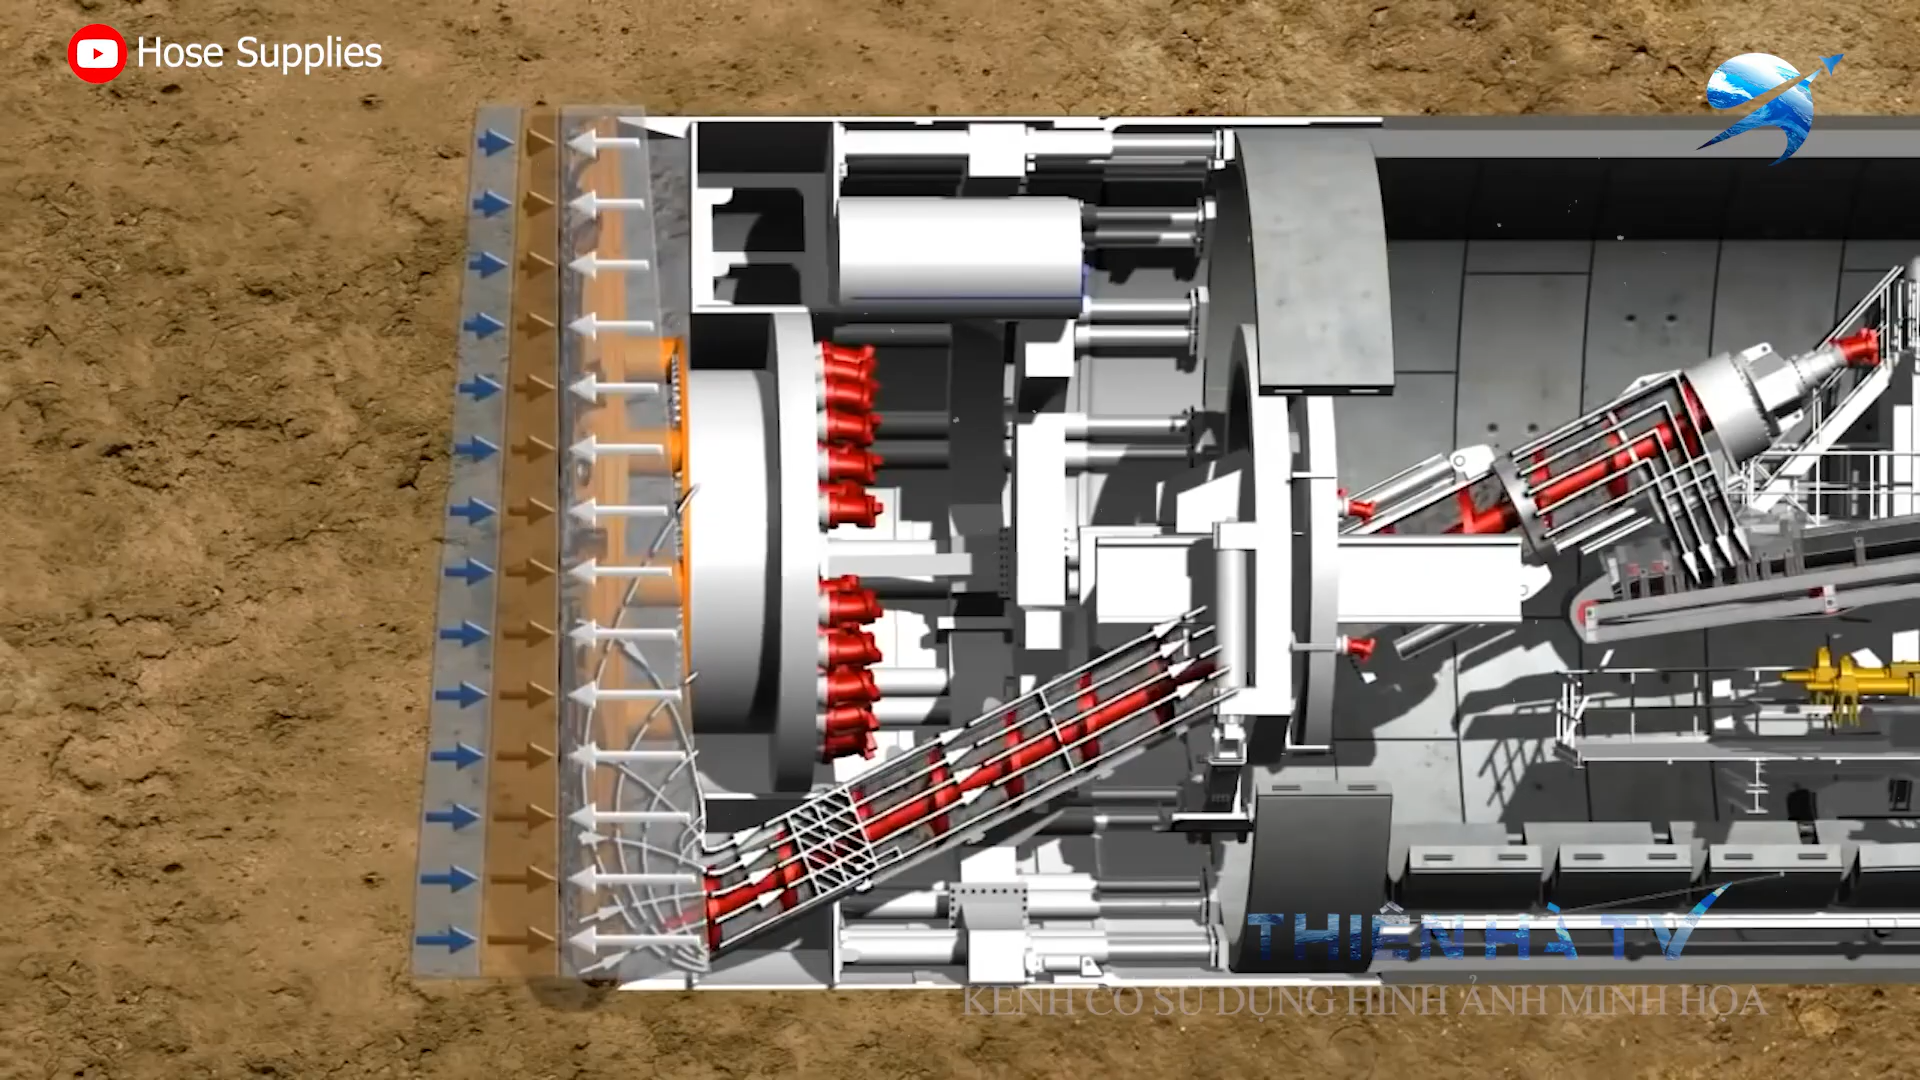 Hose Supplies
THIÊN HÀ TV
KÊNH CÓ SỬ DỤNG HÌNH ẢNH MINH HỌA